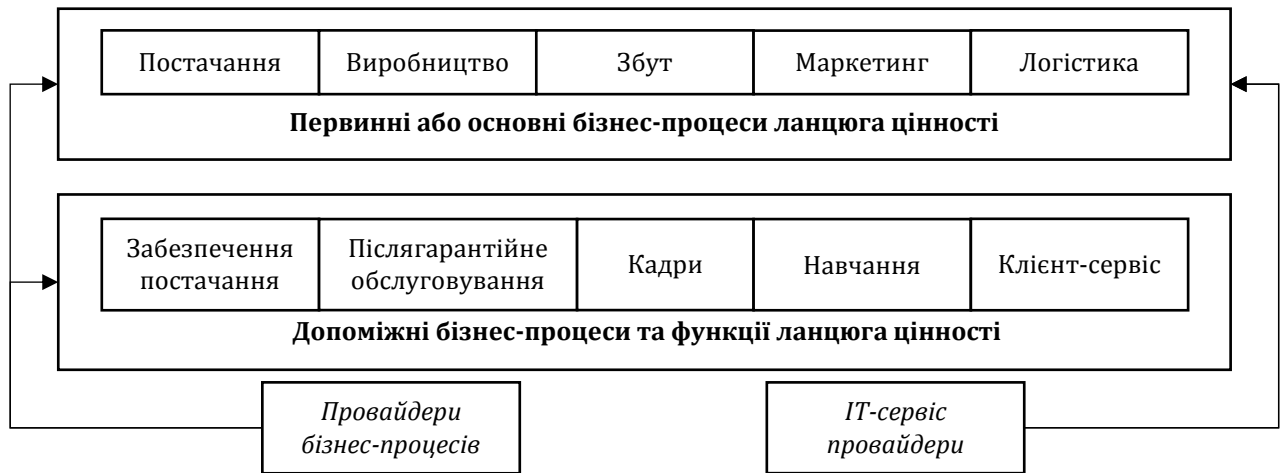 Постачання Виробництво Збут Маркетинг Логістика
Первинні або основні бізнес-процеси ланцюга цінності
Забезпечення постачання
Післягарантійне обслуговування
Кадри
Навчання
Клієнт-сервіс
Допоміжні бізнес-процеси та функції ланцюга цінності
Провайдери
бізнес-процесів
ІТ-сервіс
провайдери